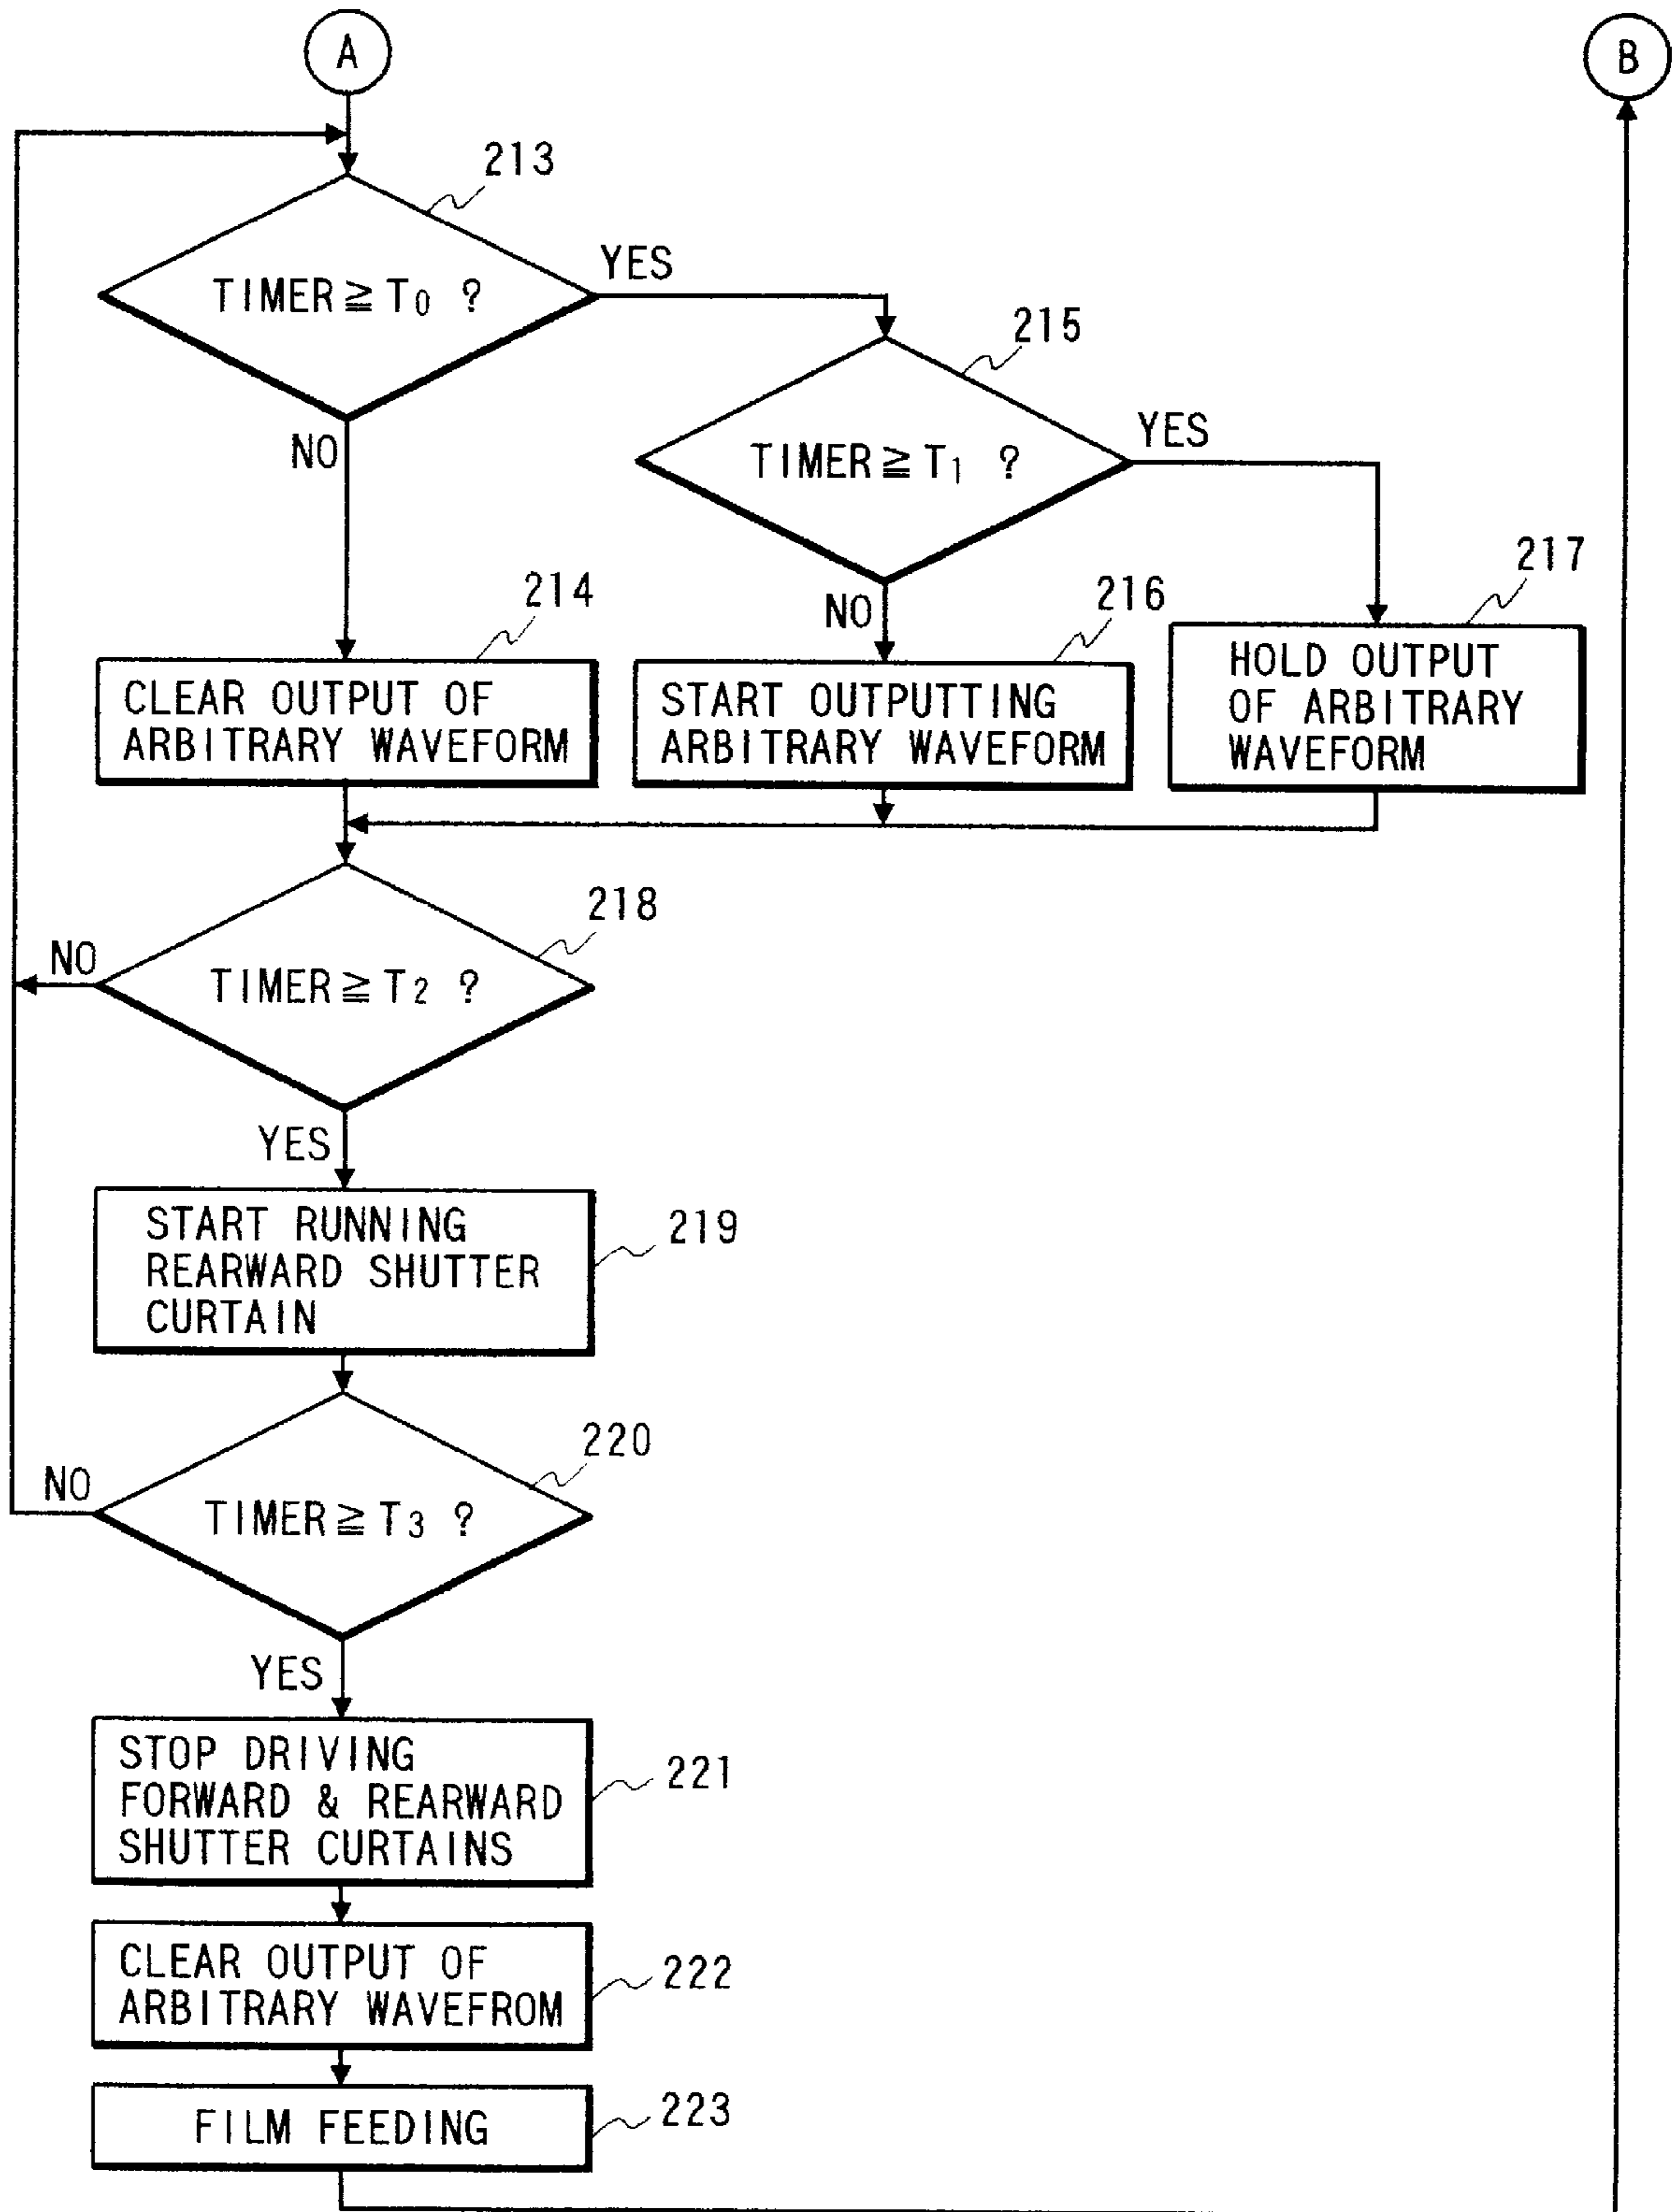 A
B
213
TIMER ≧ T0 ?
YES
215
NO
TIMER ≧ T1 ?
YES
217
214
NO
216
CLEAR OUTPUT OF
ARBITRARY WAVEFORM
START OUTPUTTING
ARBITRARY WAVEFORM
HOLD OUTPUT
OF ARBITRARY
WAVEFORM
218
NO
TIMER ≧ T2 ?
YES
START RUNNING
REARWARD SHUTTER
CURTAIN
219
220
NO
TIMER ≧ T3 ?
YES
STOP DRIVING
FORWARD & REARWARD
SHUTTER CURTAINS
221
CLEAR OUTPUT OF
ARBITRARY WAVEFROM
222
FILM FEEDING
223